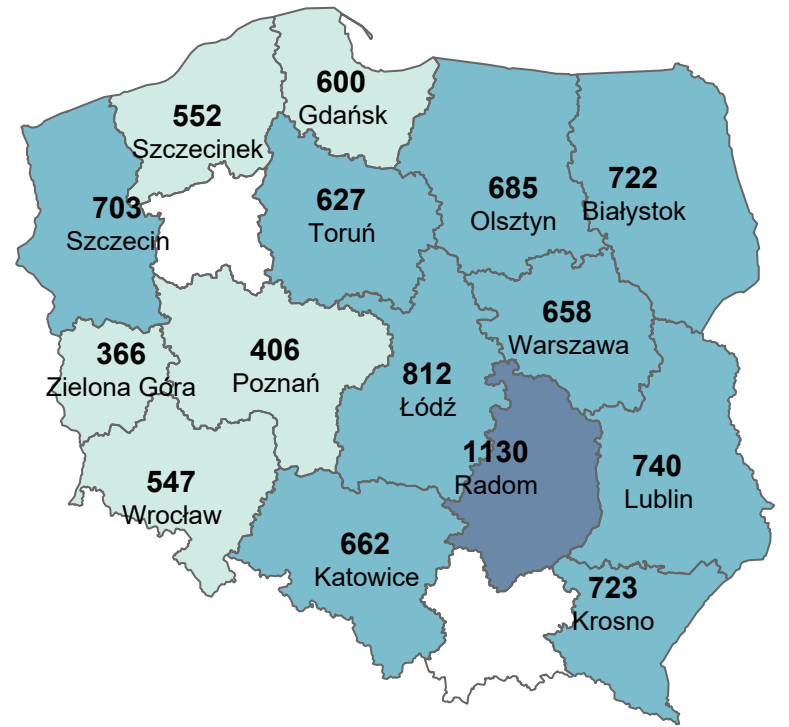 600
Gdańsk
552
Szczecinek
703
Szczecin
627
Toruń
685
Olsztyn
722
Białystok
658
Warszawa
366
Zielona Góra
406
Poznań
812
Łódź
1130
Radom
740
Lublin
547
Wrocław
662
Katowice
723
Krosno